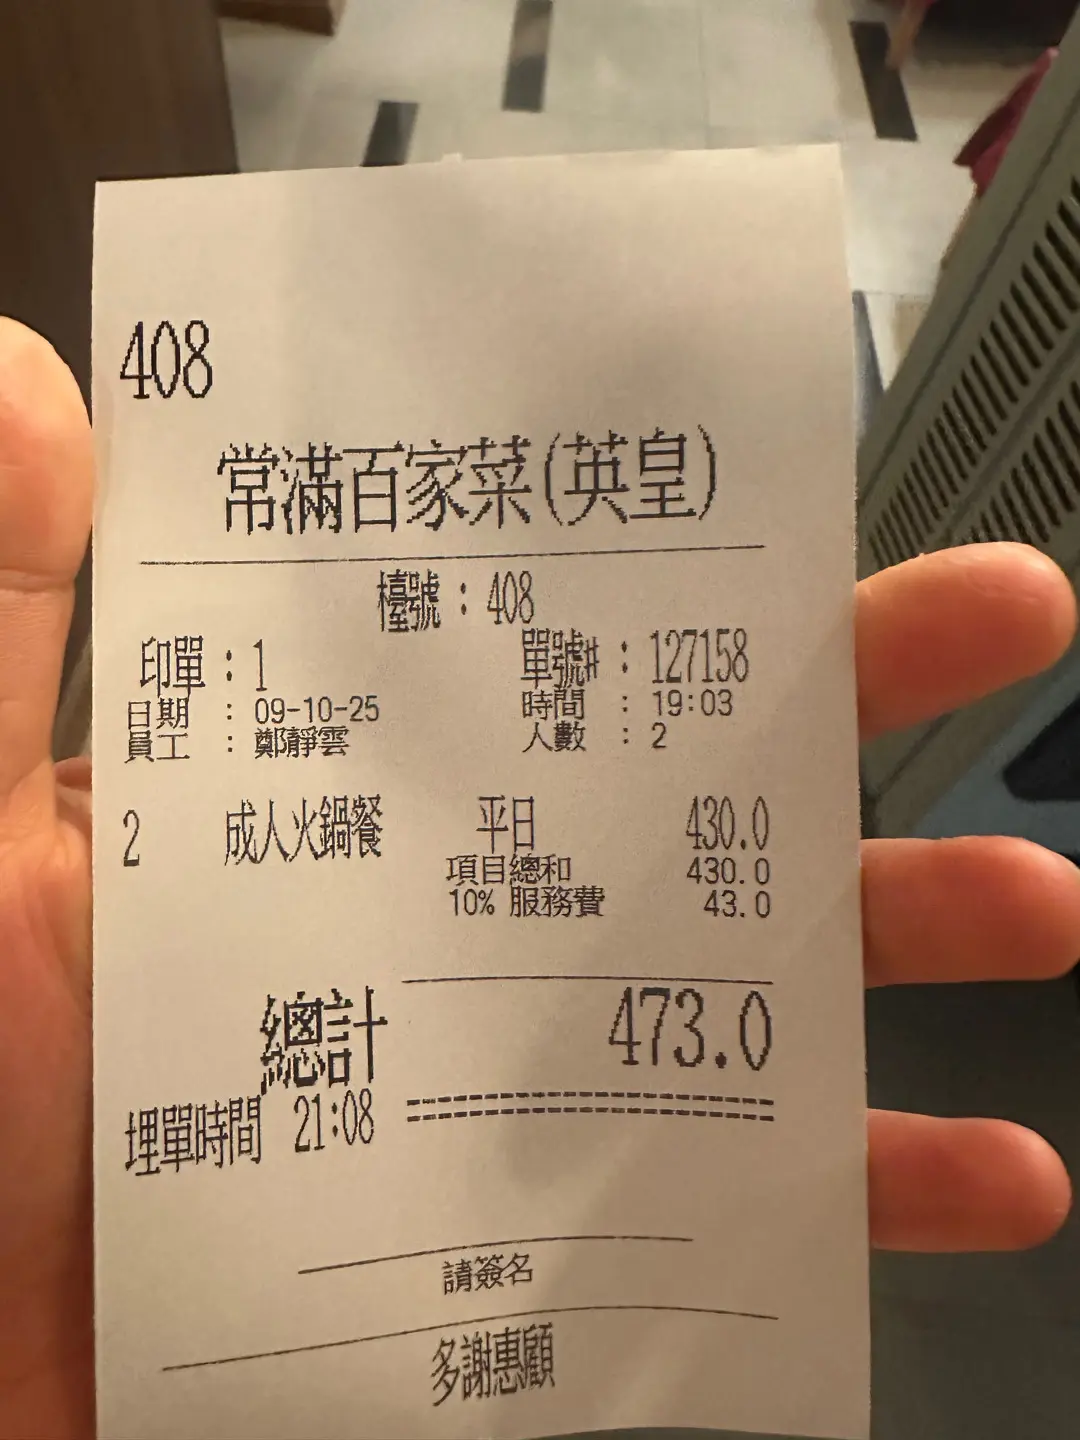 408
常滿百家菜(英皇)
檯號 : 408
印單 : 1 單號# : 127158
日期 : 09-10-25 時間 : 19:03
員工 : 鄭靜雲 人數 : 2
2 成人火鍋餐 平日 430.0
項目總和 430.0
10% 服務費 43.0
總計 473.0
埋單時間 21:08
請簽名
多謝惠顧